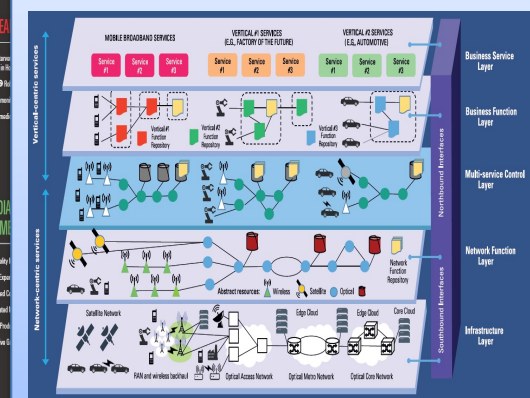 MOBILE BROADBAND SERVICES
VERTICAL #1 SERVICES
(E.G., FACTORY OF THE FUTURE)
VERTICAL #2 SERVICES
(E.G., AUTOMOTIVE)
Service
#1
Service
#2
Service
#3
Service
#1
Service
#2
Service
#3
Service
#1
Service
#2
Service
#3
Business Service
Layer
Vertical-centric services
Vertical #1
Function
Repository
Vertical #2
Function
Repository
Vertical #3
Function
Repository
Business Function
Layer
Northbound Interfaces
Multi-service Control
Layer
Network-centric services
Network Function
Repository
Abstract resources:
Wireless
Satellite
Optical
Network Function
Layer
Southbound Interfaces
Satellite Network
Edge Cloud
Edge Cloud
Core Cloud
RAN and wireless backhaul
Optical Access Network
Optical Metro Network
Optical Core Network
Infrastructure
Layer